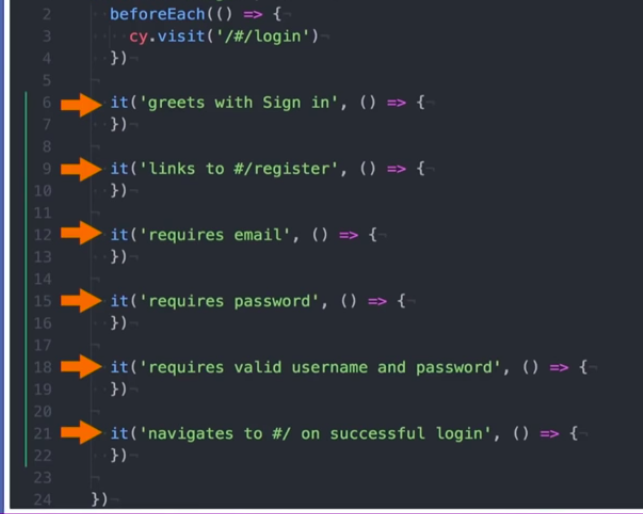 2 beforeEach(() => {
3 cy.visit('/#/login')
4 })
5
6 it('greets with Sign in', () => {
7 })
8
9 it('links to #/register', () => {
10 })
11
12 it('requires email', () => {
13 })
14
15 it('requires password', () => {
16 })
17
18 it('requires valid username and password', () => {
19 })
20
21 it('navigates to #/ on successful login', () => {
22 })
23
24 })